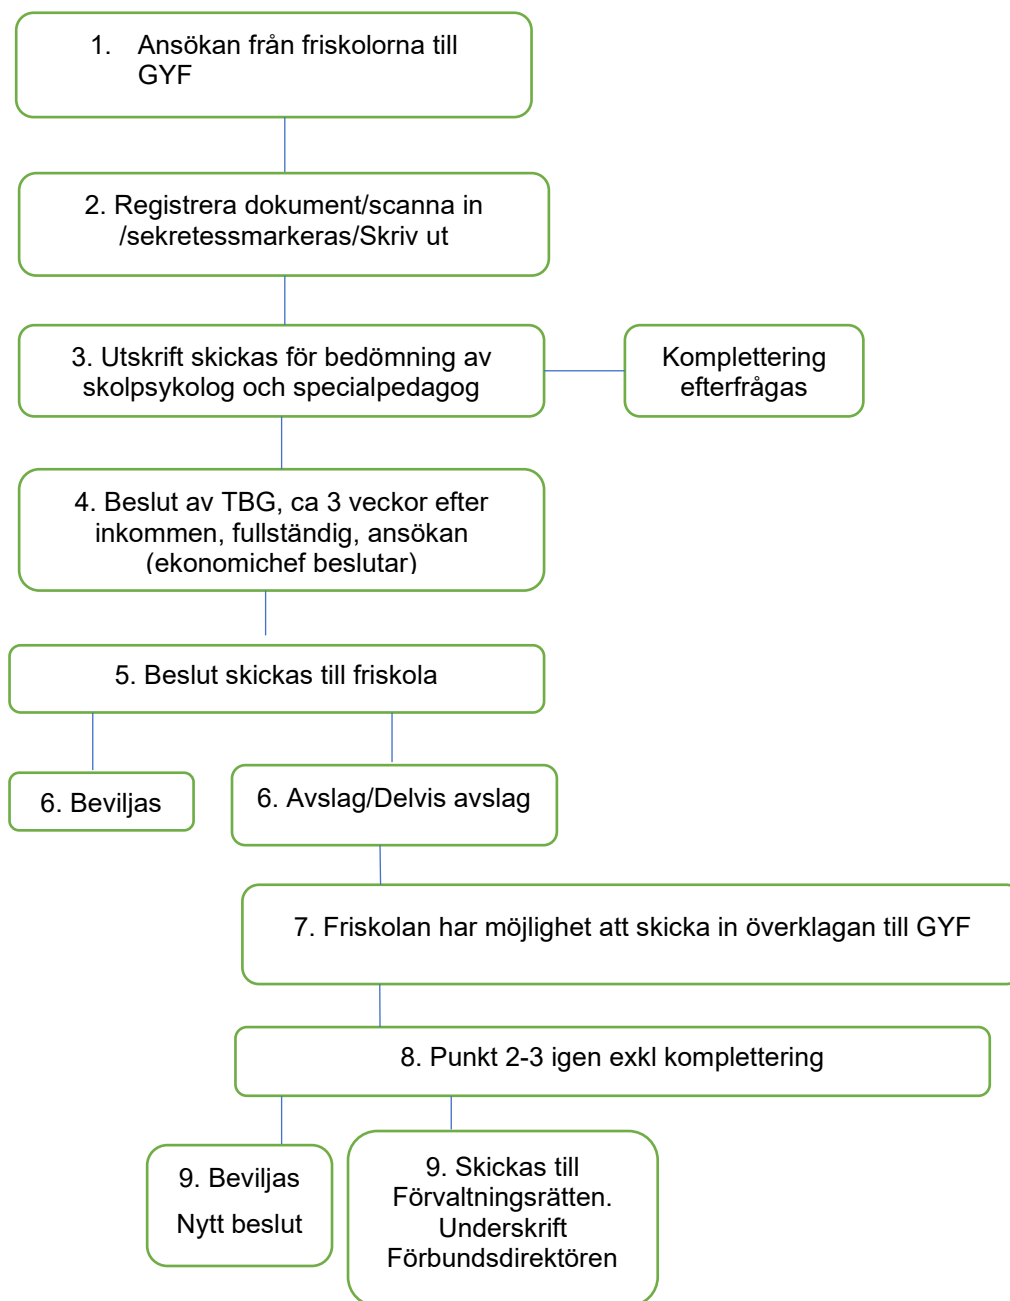 1. Ansökan från friskolorna till
GYF
2. Registrera dokument/scanna in
/sekretessmarkeras/Skriv ut
3. Utskrift skickas för bedömning av
skolpsykolog och specialpedagog
Komplettering
efterfrågas
4. Beslut av TBG, ca 3 veckor efter
inkommen, fullständig, ansökan
(ekonomichef beslutar)
5. Beslut skickas till friskola
6. Beviljas
6. Avslag/Delvis avslag
7. Friskolan har möjlighet att skicka in överklagan till GYF
8. Punkt 2-3 igen exkl komplettering
9. Beviljas
Nytt beslut
9. Skickas till
Förvaltningsrätten.
Underskrift
Förbundsdirektören